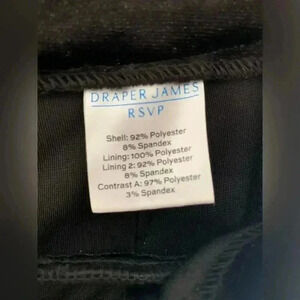 DRAPER JAMES
RSVP
Shell: 92% Polyester
8% Spandex
Lining: 100% Polyester
Lining 2: 92% Polyester
8% Spandex
Contrast A: 97% Polyester
3% Spandex